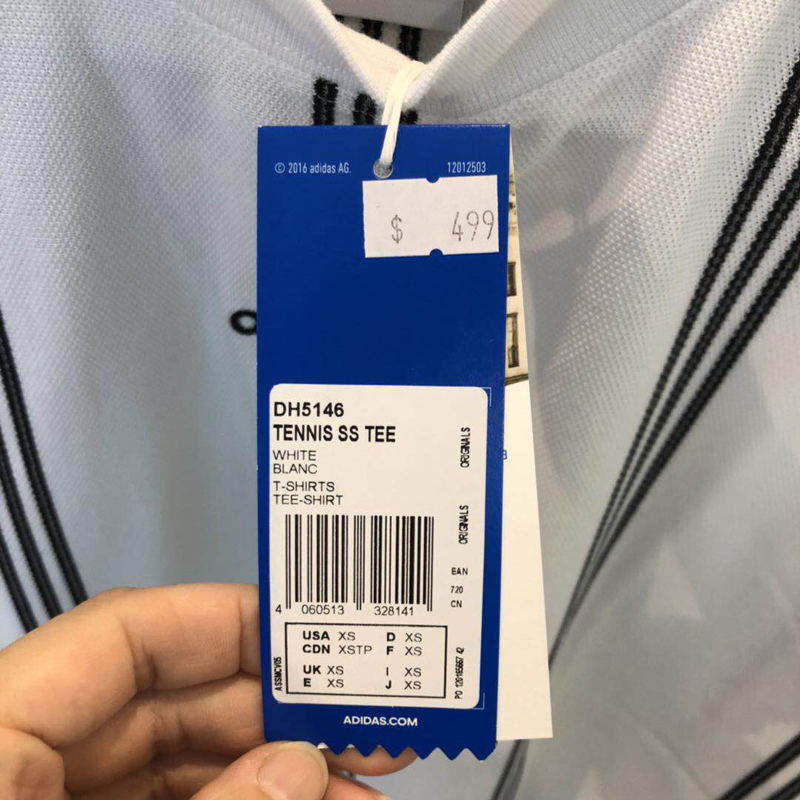 © 2016 adidas AG. 12012503
$ 499
DH5146
TENNIS SS TEE
WHITE
BLANC
T-SHIRTS
TEE-SHIRT
ORIGINALS
ORIGINALS
EAN
720
CN
4 060513 328141
USA XS D XS
CDN XSTP F XS
UK XS I XS
E XS J XS
ASSMCV05
ADIDAS.COM